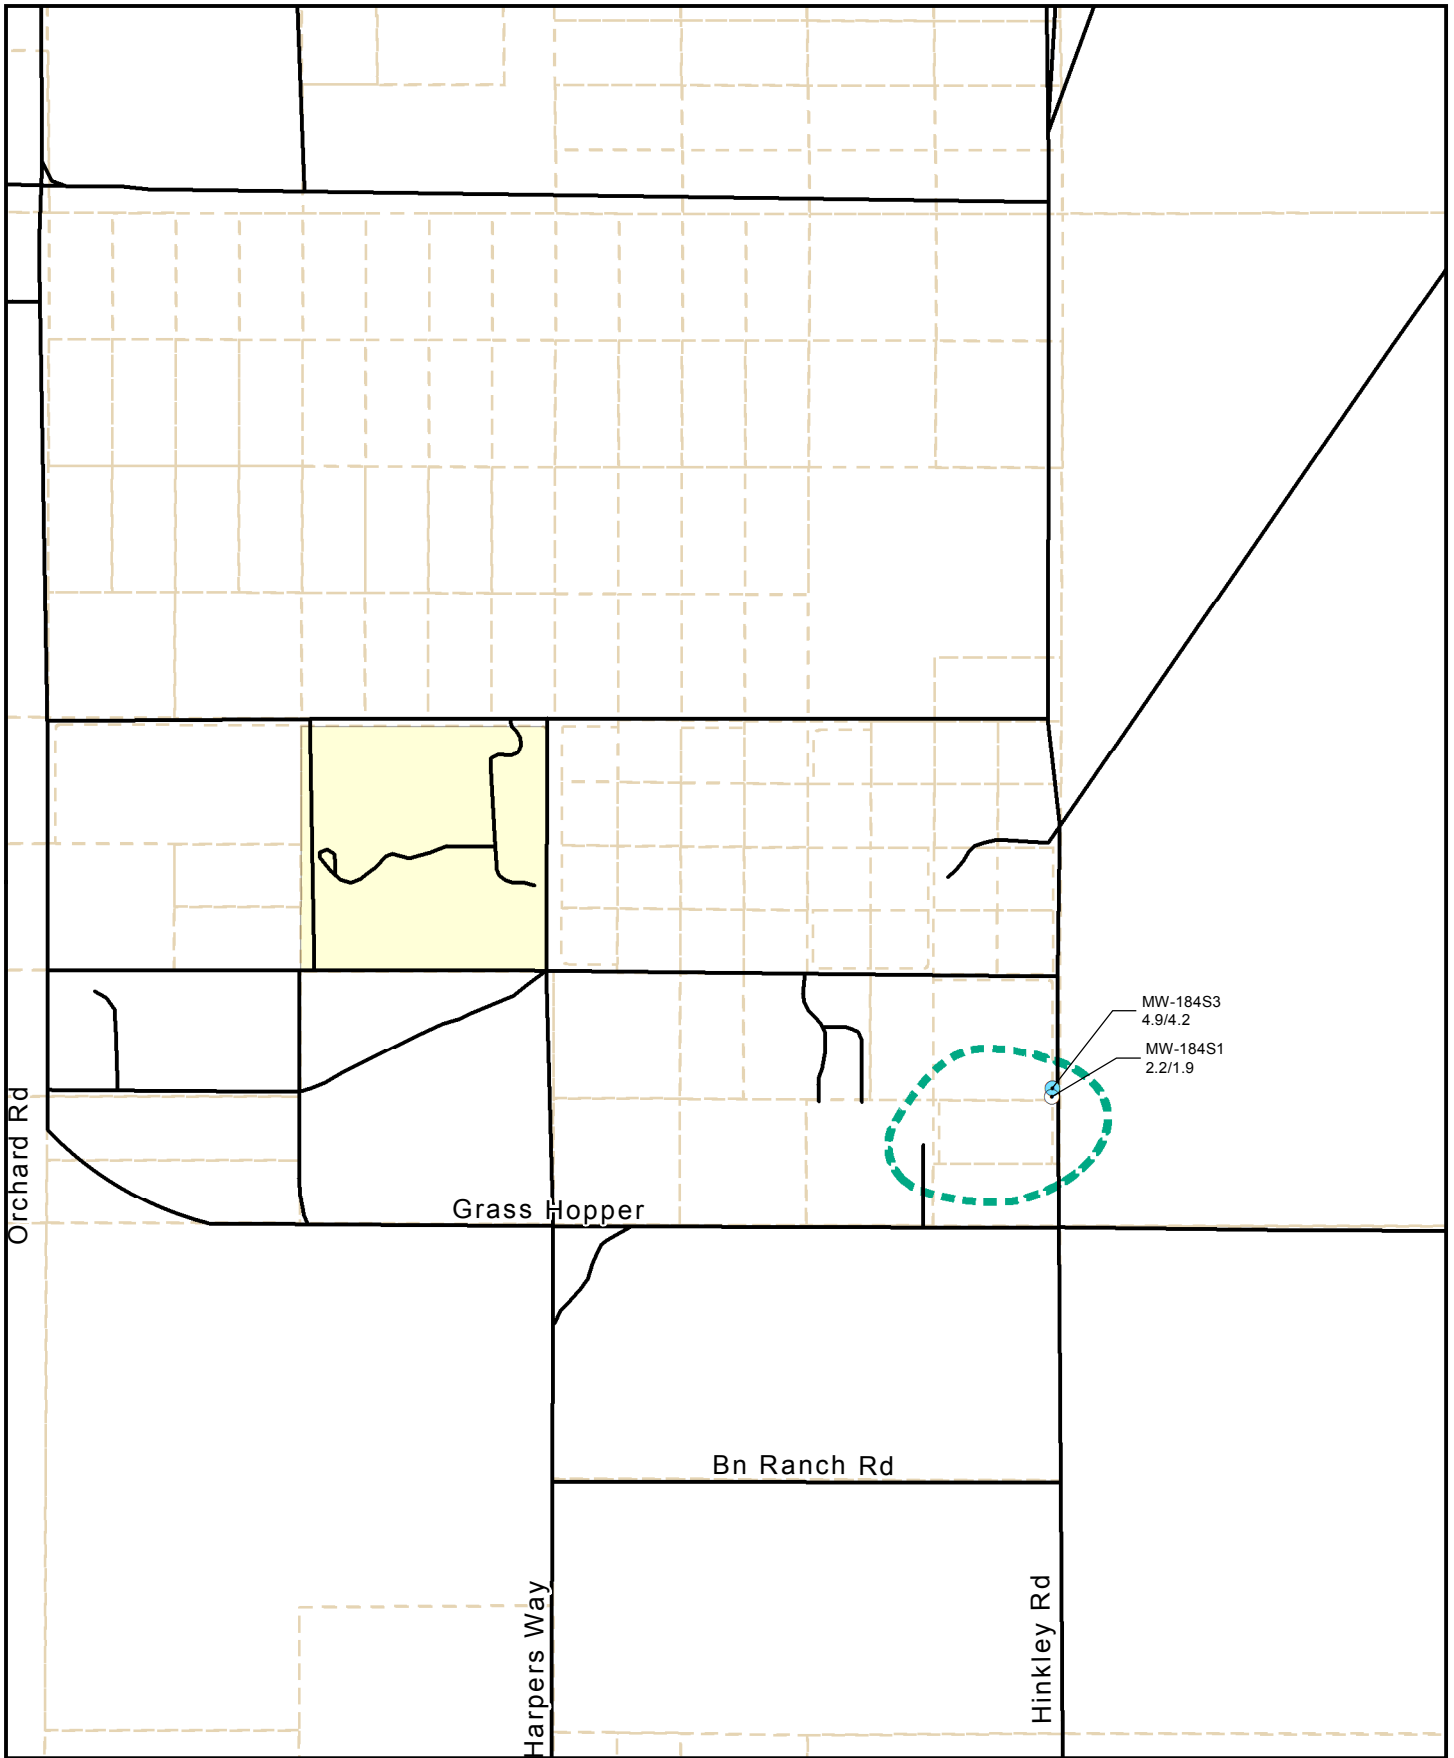 MW-184S3
4.9/4.2
MW-184S1
2.2/1.9
Orchard Rd
Grass Hopper
Bn Ranch Rd
Harpers Way
Hinkley Rd